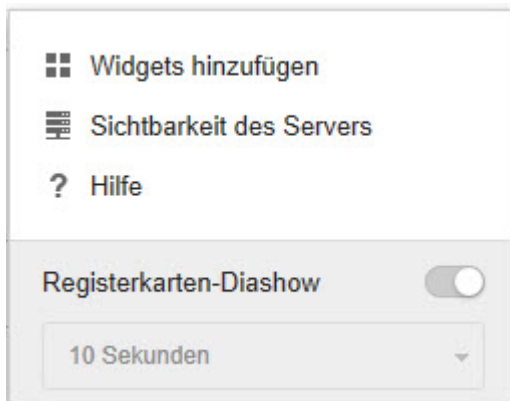 Widgets hinzufügen
Sichtbarkeit des Servers
? Hilfe
Registerkarten-Diashow
10 Sekunden